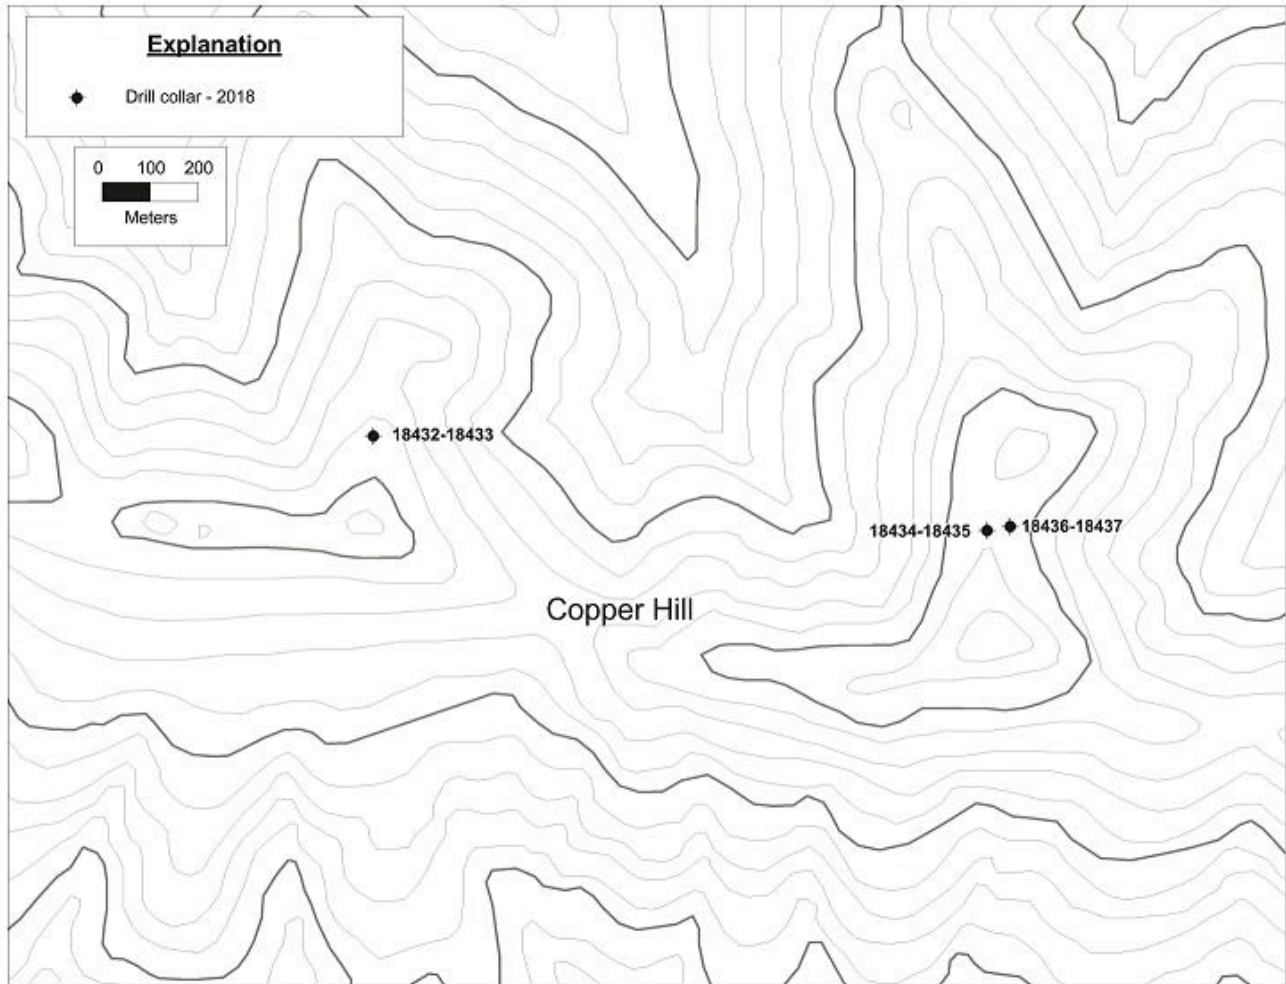 Explanation
Drill collar - 2018
0 100 200
Meters
18432-18433
18434-18435
18436-18437
Copper Hill